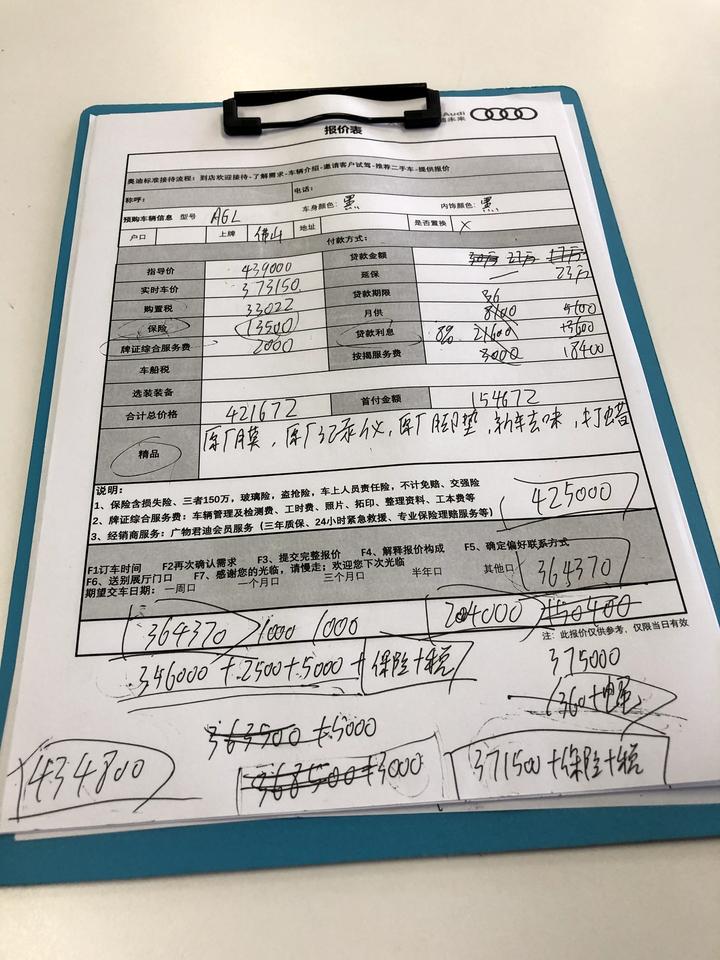 Audi
报价表
奥迪标准接待流程：到店欢迎接待-了解需求-车辆介绍-邀请客户试驾-推荐二手车-提供报价
称呼： 电话：
预购车辆信息 型号 A6L 车身颜色：黑 内饰颜色：黑
户口 上牌 佛山 地址 是否置换 X
付款方式：
指导价 439000 贷款金额 23万
实时车价 373150 延保 — 23万
购置税 33022 贷款期限 36
保险 13500 月供 8100 5600
牌证综合服务费 2000 贷款利息 8% 21600 +3600
车船税 按揭服务费 3000 18400
选装装备
合计总价格 421672 首付金额 154672
精品 原厂膜，原厂记录仪，原厂脚垫，新车去味，打蜡
说明：
1、保险含损失险、三者150万，玻璃险，盗抢险，车上人员责任险，不计免赔、交强险
2、牌证综合服务费：车辆管理及检测费、工时费、照片、拓印、整理资料、工本费等
3、经销商服务：广物君迪会员服务（三年质保、24小时紧急救援、专业保险理赔服务等）
425000
F1订车时间 F2再次确认需求 F3、提交完整报价 F4、解释报价构成 F5、确定偏好联系方式
F6、送别展厅门口 F7、感谢您的光临，请慢走；欢迎您下次光临
期望交车日期： 一周口 一个月口 三个月口 半年口 其他口
364370
364370 1000 1000 204000 +50400
注：此报价仅供参考，仅限当日有效
346000+2500+5000+保险+税
375000
363500+5000
434800
368500+3000
371500+保险+税